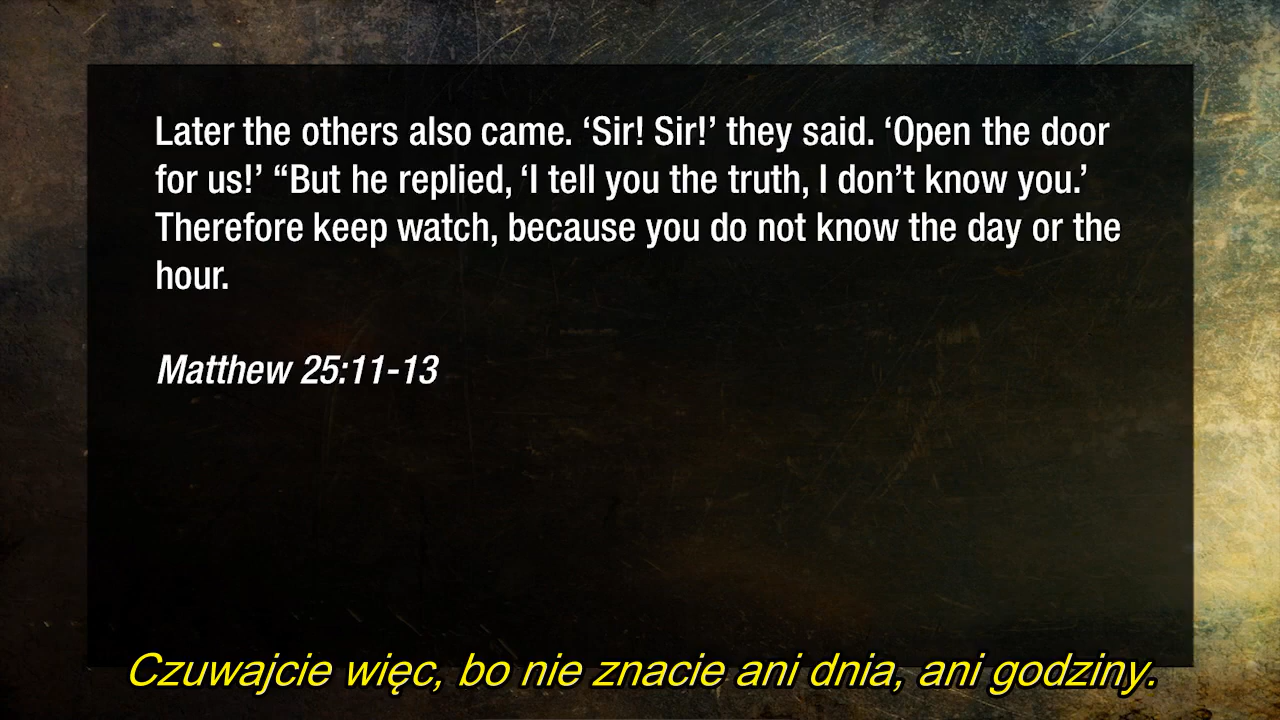 Later the others also came. ‘Sir! Sir!’ they said. ‘Open the door
for us!’ “But he replied, ‘I tell you the truth, I don’t know you.’
Therefore keep watch, because you do not know the day or the
hour.
Matthew 25:11-13
Czuwajcie więc, bo nie znacie ani dnia, ani godziny.